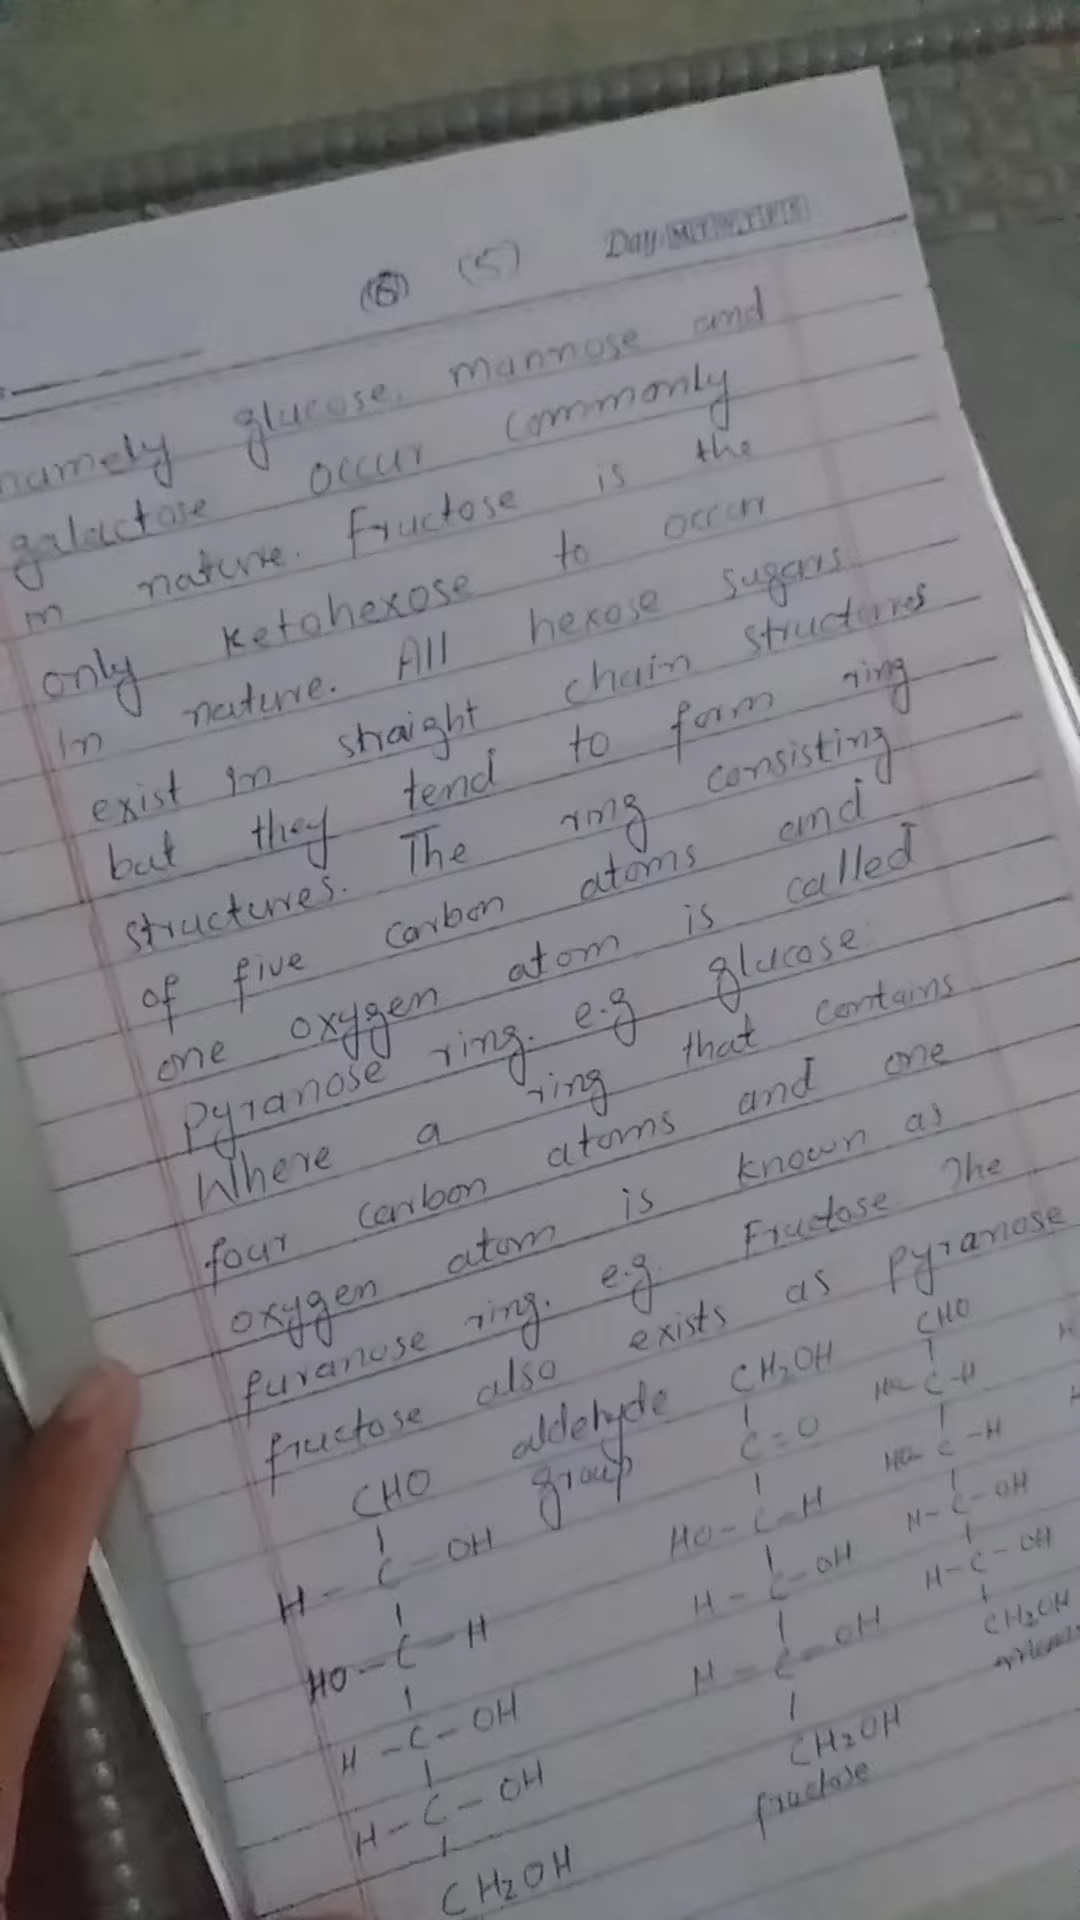 (6) (5) Day: M T W T F S
namely glucose, mannose and
galactose occur commonly
in nature. Fructose is the
only ketohexose to occur
in nature. All hexose sugars
exist in straight chain structures
but they tend to form ring
structures. The ring consisting
of five carbon atoms and
one oxygen atom is called
pyranose ring. e.g glucose.
Where a ring that contains
four carbon atoms and one
oxygen atom is known as
furanose ring. e.g. Fructose. The
fructose also exists as pyranose
CHO aldehyde group
H - C - OH
HO - C - H
H - C - OH
H - C - OH
CH2OH
CH2OH
C = O
HO - C - H
H - C - OH
H - C - OH
CH2OH
fructose
CHO
HO - C - H
HO - C - H
H - C - OH
H - C - OH
CH2OH